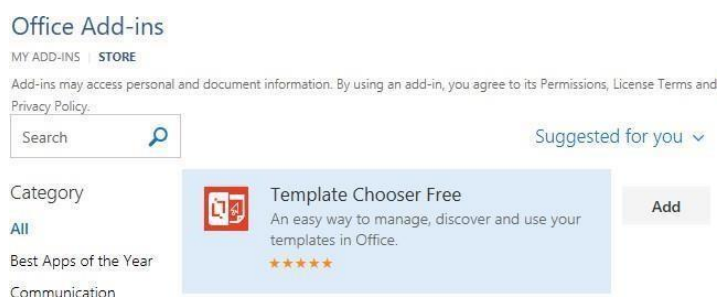 Office Add-ins
MY ADD-INS | STORE
Add-ins may access personal and document information. By using an add-in, you agree to its Permissions, License Terms and
Privacy Policy.
Search
Suggested for you
Category
All
Best Apps of the Year
Communication
Template Chooser Free
An easy way to manage, discover and use your
templates in Office.
Add